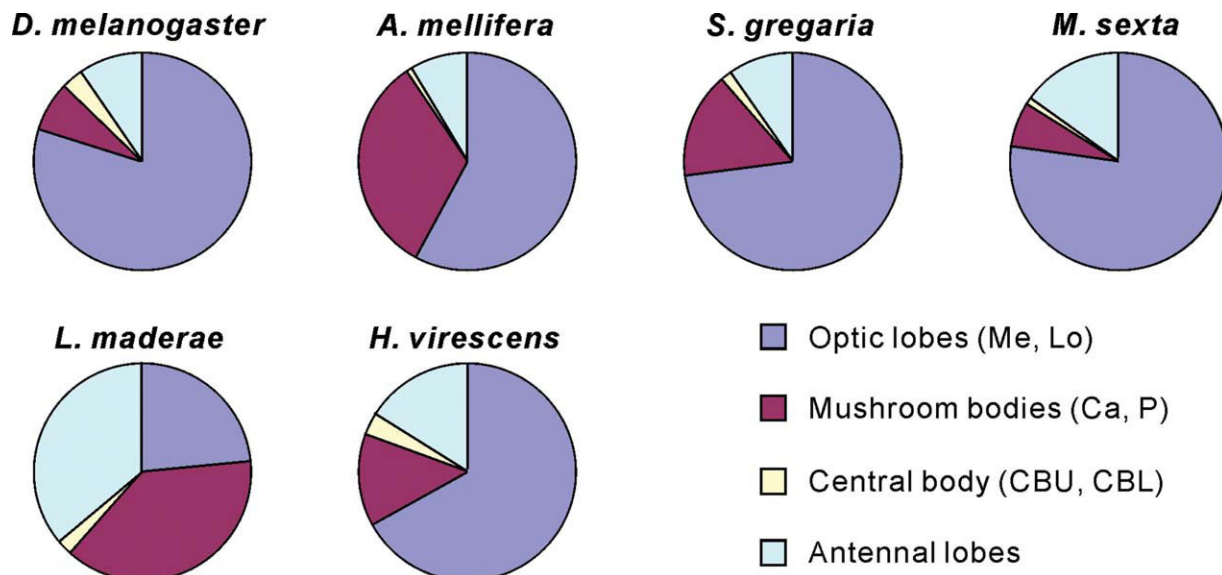 D. melanogaster
A. mellifera
S. gregaria
M. sexta
L. maderae
H. virescens
Optic lobes (Me, Lo)
Mushroom bodies (Ca, P)
Central body (CBU, CBL)
Antennal lobes